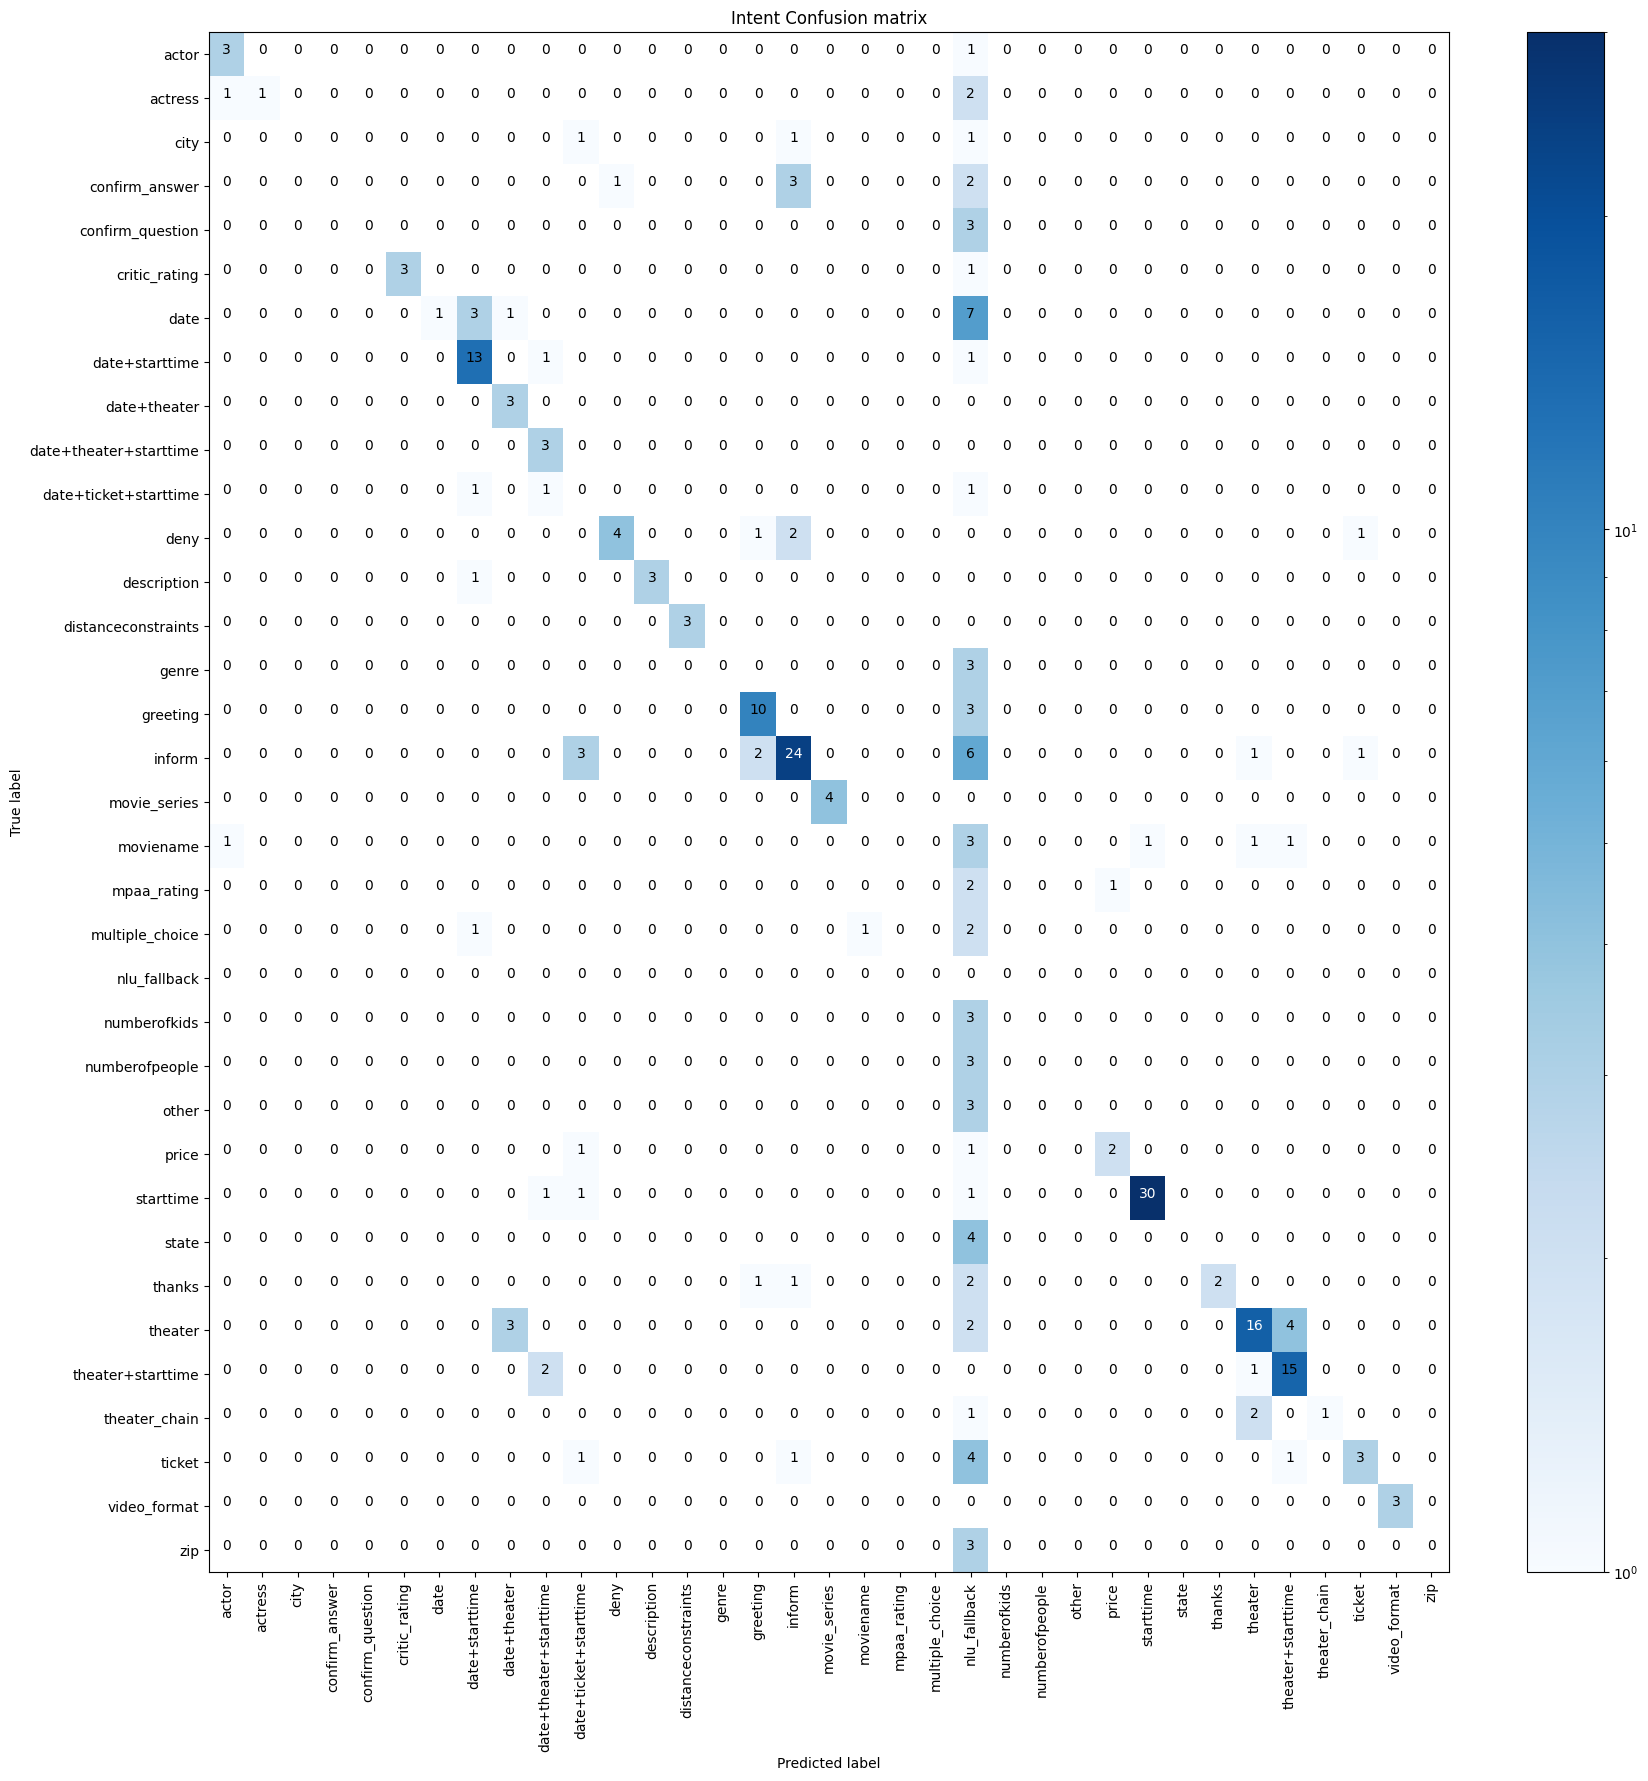 Intent Confusion matrix
actor 3 0 0 0 0 0 0 0 0 0 0 0 0 0 0 0 0 0 0 0 0 1 0 0 0 0 0 0 0 0 0 0 0 0 0
actress 1 1 0 0 0 0 0 0 0 0 0 0 0 0 0 0 0 0 0 0 0 2 0 0 0 0 0 0 0 0 0 0 0 0 0
city 0 0 0 0 0 0 0 0 0 0 1 0 0 0 0 0 1 0 0 0 0 1 0 0 0 0 0 0 0 0 0 0 0 0 0
confirm_answer 0 0 0 0 0 0 0 0 0 0 0 1 0 0 0 0 3 0 0 0 0 2 0 0 0 0 0 0 0 0 0 0 0 0 0
confirm_question 0 0 0 0 0 0 0 0 0 0 0 0 0 0 0 0 0 0 0 0 0 3 0 0 0 0 0 0 0 0 0 0 0 0 0
critic_rating 0 0 0 0 0 3 0 0 0 0 0 0 0 0 0 0 0 0 0 0 0 1 0 0 0 0 0 0 0 0 0 0 0 0 0
date 0 0 0 0 0 0 1 3 1 0 0 0 0 0 0 0 0 0 0 0 0 7 0 0 0 0 0 0 0 0 0 0 0 0 0
date+starttime 0 0 0 0 0 0 0 13 0 1 0 0 0 0 0 0 0 0 0 0 0 1 0 0 0 0 0 0 0 0 0 0 0 0 0
date+theater 0 0 0 0 0 0 0 0 3 0 0 0 0 0 0 0 0 0 0 0 0 0 0 0 0 0 0 0 0 0 0 0 0 0 0
date+theater+starttime 0 0 0 0 0 0 0 0 0 3 0 0 0 0 0 0 0 0 0 0 0 0 0 0 0 0 0 0 0 0 0 0 0 0 0
date+ticket+starttime 0 0 0 0 0 0 0 1 0 1 0 0 0 0 0 0 0 0 0 0 0 1 0 0 0 0 0 0 0 0 0 0 0 0 0
deny 0 0 0 0 0 0 0 0 0 0 0 4 0 0 0 1 2 0 0 0 0 0 0 0 0 0 0 0 0 0 0 0 1 0 0
description 0 0 0 0 0 0 0 1 0 0 0 0 3 0 0 0 0 0 0 0 0 0 0 0 0 0 0 0 0 0 0 0 0 0 0
distanceconstraints 0 0 0 0 0 0 0 0 0 0 0 0 0 3 0 0 0 0 0 0 0 0 0 0 0 0 0 0 0 0 0 0 0 0 0
genre 0 0 0 0 0 0 0 0 0 0 0 0 0 0 0 0 0 0 0 0 0 3 0 0 0 0 0 0 0 0 0 0 0 0 0
greeting 0 0 0 0 0 0 0 0 0 0 0 0 0 0 0 10 0 0 0 0 0 3 0 0 0 0 0 0 0 0 0 0 0 0 0
inform 0 0 0 0 0 0 0 0 0 0 3 0 0 0 0 2 24 0 0 0 0 6 0 0 0 0 0 0 0 1 0 0 1 0 0
movie_series 0 0 0 0 0 0 0 0 0 0 0 0 0 0 0 0 0 4 0 0 0 0 0 0 0 0 0 0 0 0 0 0 0 0 0
moviename 1 0 0 0 0 0 0 0 0 0 0 0 0 0 0 0 0 0 0 0 0 3 0 0 0 0 1 0 0 1 1 0 0 0 0
mpaa_rating 0 0 0 0 0 0 0 0 0 0 0 0 0 0 0 0 0 0 0 0 0 2 0 0 0 1 0 0 0 0 0 0 0 0 0
multiple_choice 0 0 0 0 0 0 0 1 0 0 0 0 0 0 0 0 0 0 1 0 0 2 0 0 0 0 0 0 0 0 0 0 0 0 0
nlu_fallback 0 0 0 0 0 0 0 0 0 0 0 0 0 0 0 0 0 0 0 0 0 0 0 0 0 0 0 0 0 0 0 0 0 0 0
numberofkids 0 0 0 0 0 0 0 0 0 0 0 0 0 0 0 0 0 0 0 0 0 3 0 0 0 0 0 0 0 0 0 0 0 0 0
numberofpeople 0 0 0 0 0 0 0 0 0 0 0 0 0 0 0 0 0 0 0 0 0 3 0 0 0 0 0 0 0 0 0 0 0 0 0
other 0 0 0 0 0 0 0 0 0 0 0 0 0 0 0 0 0 0 0 0 0 3 0 0 0 0 0 0 0 0 0 0 0 0 0
price 0 0 0 0 0 0 0 0 0 0 1 0 0 0 0 0 0 0 0 0 0 1 0 0 0 2 0 0 0 0 0 0 0 0 0
starttime 0 0 0 0 0 0 0 0 0 1 1 0 0 0 0 0 0 0 0 0 0 1 0 0 0 0 30 0 0 0 0 0 0 0 0
state 0 0 0 0 0 0 0 0 0 0 0 0 0 0 0 0 0 0 0 0 0 4 0 0 0 0 0 0 0 0 0 0 0 0 0
thanks 0 0 0 0 0 0 0 0 0 0 0 0 0 0 0 1 1 0 0 0 0 2 0 0 0 0 0 0 2 0 0 0 0 0 0
theater 0 0 0 0 0 0 0 0 3 0 0 0 0 0 0 0 0 0 0 0 0 2 0 0 0 0 0 0 0 16 4 0 0 0 0
theater+starttime 0 0 0 0 0 0 0 0 0 2 0 0 0 0 0 0 0 0 0 0 0 0 0 0 0 0 0 0 0 1 15 0 0 0 0
theater_chain 0 0 0 0 0 0 0 0 0 0 0 0 0 0 0 0 0 0 0 0 0 1 0 0 0 0 0 0 0 2 0 1 0 0 0
ticket 0 0 0 0 0 0 0 0 0 0 1 0 0 0 0 0 1 0 0 0 0 4 0 0 0 0 0 0 0 0 1 0 3 0 0
video_format 0 0 0 0 0 0 0 0 0 0 0 0 0 0 0 0 0 0 0 0 0 0 0 0 0 0 0 0 0 0 0 0 0 3 0
zip 0 0 0 0 0 0 0 0 0 0 0 0 0 0 0 0 0 0 0 0 0 3 0 0 0 0 0 0 0 0 0 0 0 0 0
True label
actor
actress
city
confirm_answer
confirm_question
critic_rating
date
date+starttime
date+theater
date+theater+starttime
date+ticket+starttime
deny
description
distanceconstraints
genre
greeting
inform
movie_series
moviename
mpaa_rating
multiple_choice
nlu_fallback
numberofkids
numberofpeople
other
price
starttime
state
thanks
theater
theater+starttime
theater_chain
ticket
video_format
zip
Predicted label
10¹
10⁰